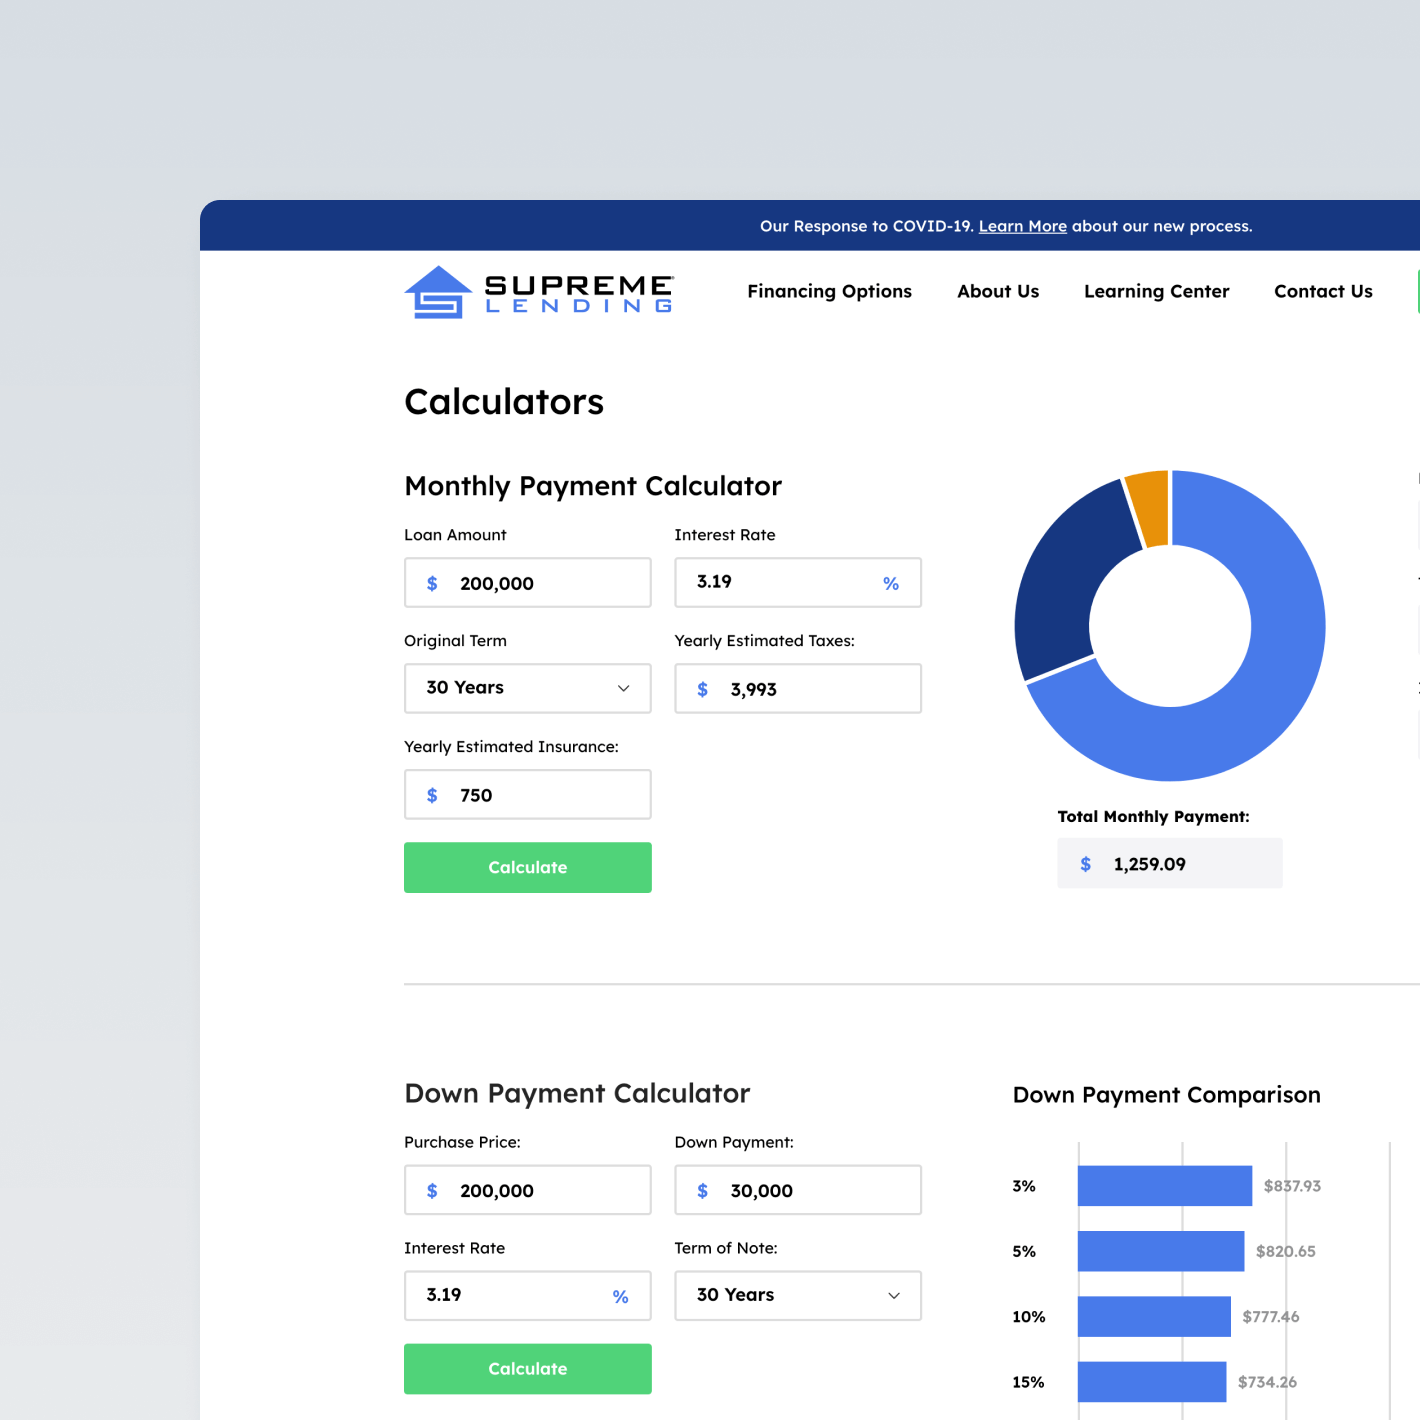 Our Response to COVID-19. Learn More about our new process.
SUPREME
LENDING
Financing Options About Us Learning Center Contact Us
Calculators
Monthly Payment Calculator
Loan Amount Interest Rate
$ 200,000 3.19 %
Original Term Yearly Estimated Taxes:
30 Years $ 3,993
Yearly Estimated Insurance:
$ 750
Calculate
Total Monthly Payment:
$ 1,259.09
Down Payment Calculator
Purchase Price: Down Payment:
$ 200,000 $ 30,000
Interest Rate Term of Note:
3.19 % 30 Years
Calculate
Down Payment Comparison
3% $837.93
5% $820.65
10% $777.46
15% $734.26